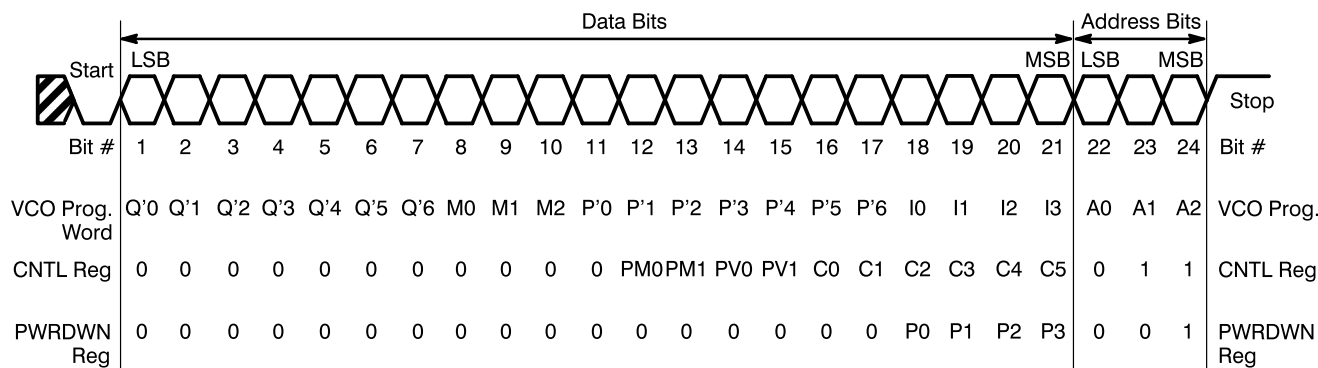 Data Bits Address Bits
Start LSB MSB LSB MSB Stop
Bit # 1 2 3 4 5 6 7 8 9 10 11 12 13 14 15 16 17 18 19 20 21 22 23 24 Bit #
VCO Prog. Q'0 Q'1 Q'2 Q'3 Q'4 Q'5 Q'6 M0 M1 M2 P'0 P'1 P'2 P'3 P'4 P'5 P'6 I0 I1 I2 I3 A0 A1 A2 VCO Prog.
Word
CNTL Reg 0 0 0 0 0 0 0 0 0 0 0 PM0 PM1 PV0 PV1 C0 C1 C2 C3 C4 C5 0 1 1 CNTL Reg
PWRDWN 0 0 0 0 0 0 0 0 0 0 0 0 0 0 0 0 0 P0 P1 P2 P3 0 0 1 PWRDWN
Reg Reg